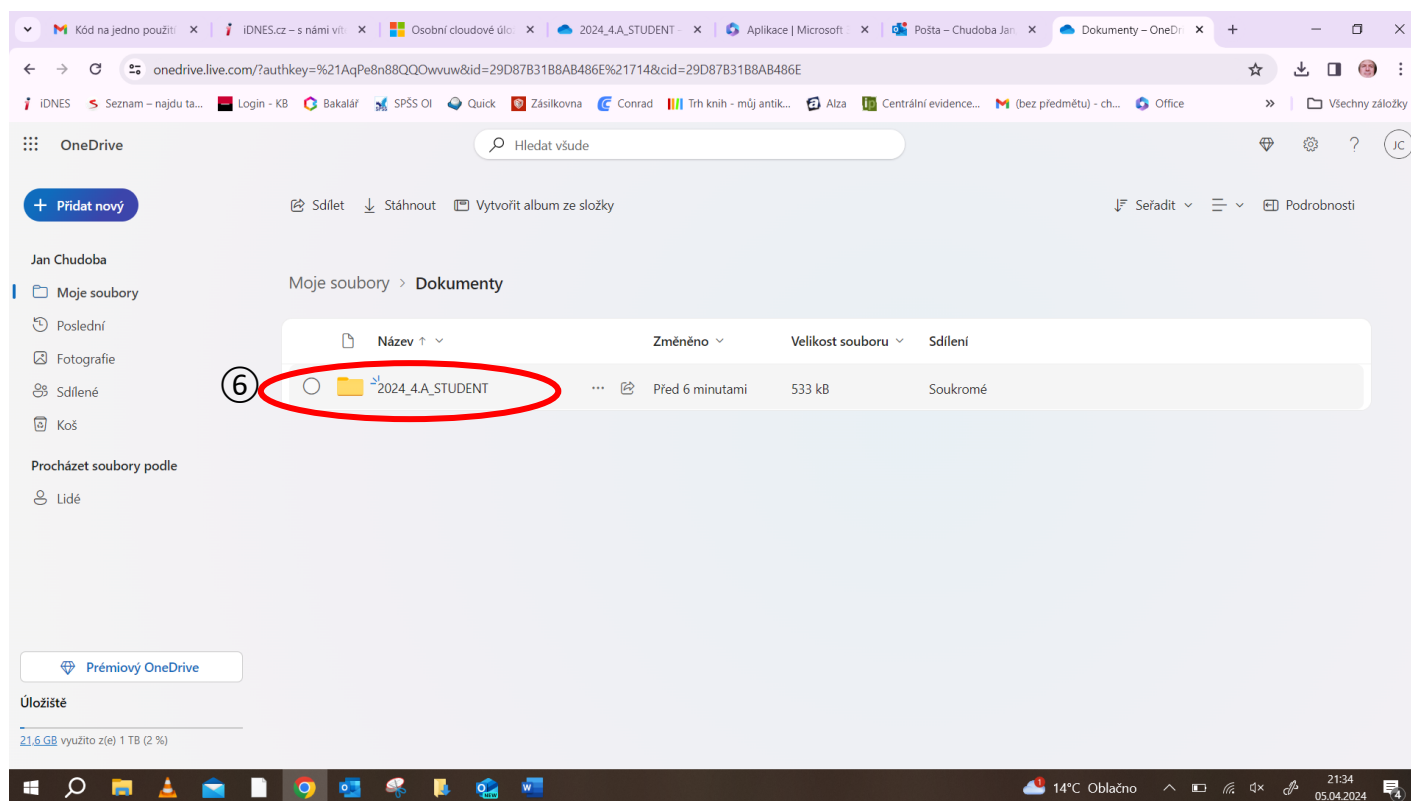 Kód na jedno použití
iDNES.cz – s námi ví
Osobní cloudové úlo
2024_4.A_STUDENT -
Aplikace | Microsoft
Pošta – Chudoba Jan
Dokumenty – OneDri
onedrive.live.com/?authkey=%21AqPe8n88QQOwvuw&id=29D87B31B8AB486E%21714&cid=29D87B31B8AB486E
iDNES
Seznam – najdu ta...
Login - KB
Bakalář
SPŠS OI
Quick
Zásilkovna
Conrad
Trh knih - můj antik...
Alza
Centrální evidence...
(bez předmětu) - ch...
Office
»
Všechny záložky
OneDrive
Hledat všude
?
JC
+ Přidat nový
Sdílet
Stáhnout
Vytvořit album ze složky
Seřadit
Podrobnosti
Jan Chudoba
Moje soubory
Poslední
Fotografie
Sdílené
Koš
Procházet soubory podle
Lidé
Moje soubory > Dokumenty
Název ↑
Změněno
Velikost souboru
Sdílení
⑥
2024_4.A_STUDENT
...
Před 6 minutami
533 kB
Soukromé
Prémiový OneDrive
Úložiště
21,6 GB využito z(e) 1 TB (2 %)
NEW
1
14°C Oblačno
21:34
05.04.2024
4